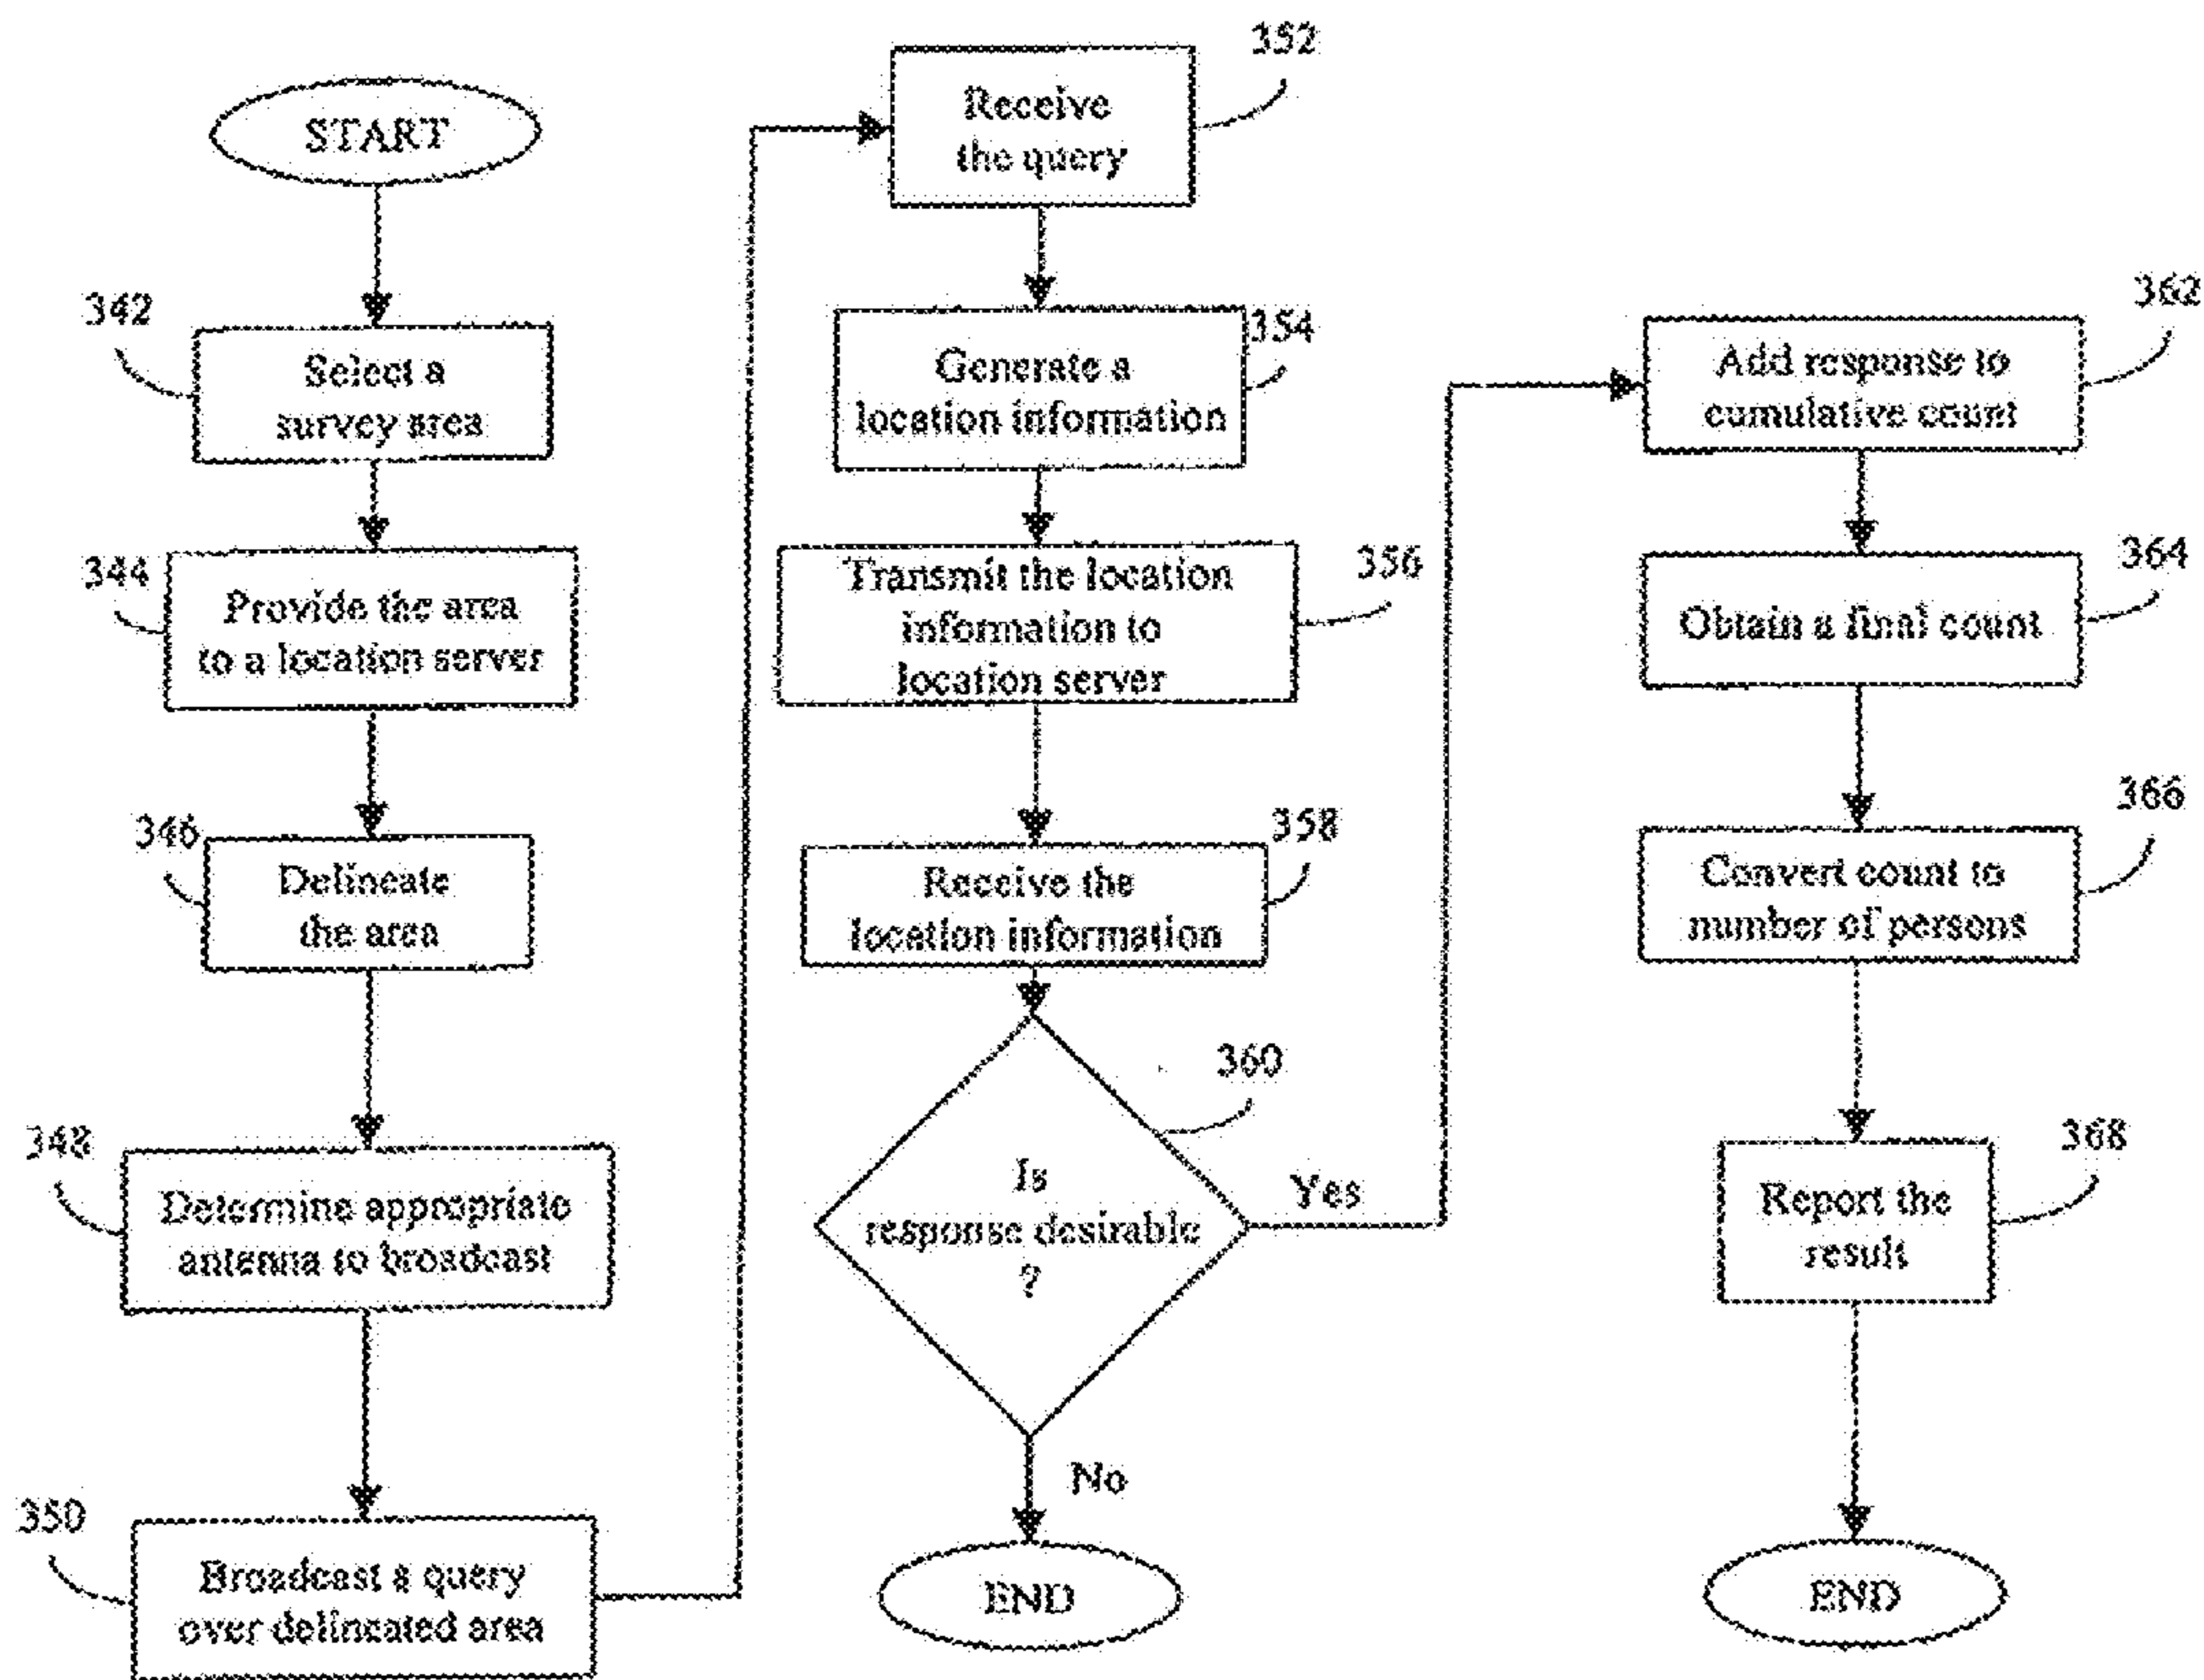 START
342
Select a
survey area
344
Provide the area
to a location server
346
Delineate
the area
348
Determine appropriate
antenna to broadcast
350
Broadcast a query
over delineated area
352
Receive
the query
354
Generate a
location information
356
Transmit the location
information to
location server
358
Receive the
location information
360
Is
response desirable
?
Yes
No
END
362
Add response to
cumulative count
364
Obtain a final count
366
Convert count to
number of persons
368
Report the
result
END